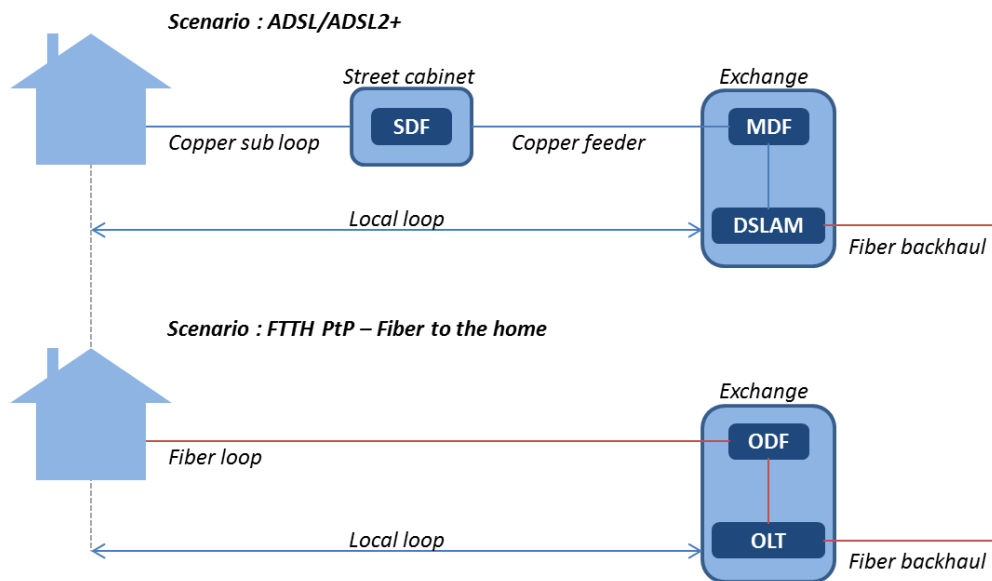 Scenario : ADSL/ADSL2+
Street cabinet
Exchange
SDF
MDF
Copper sub loop
Copper feeder
Local loop
DSLAM
Fiber backhaul
Scenario : FTTH PtP – Fiber to the home
Exchange
ODF
Fiber loop
Local loop
OLT
Fiber backhaul